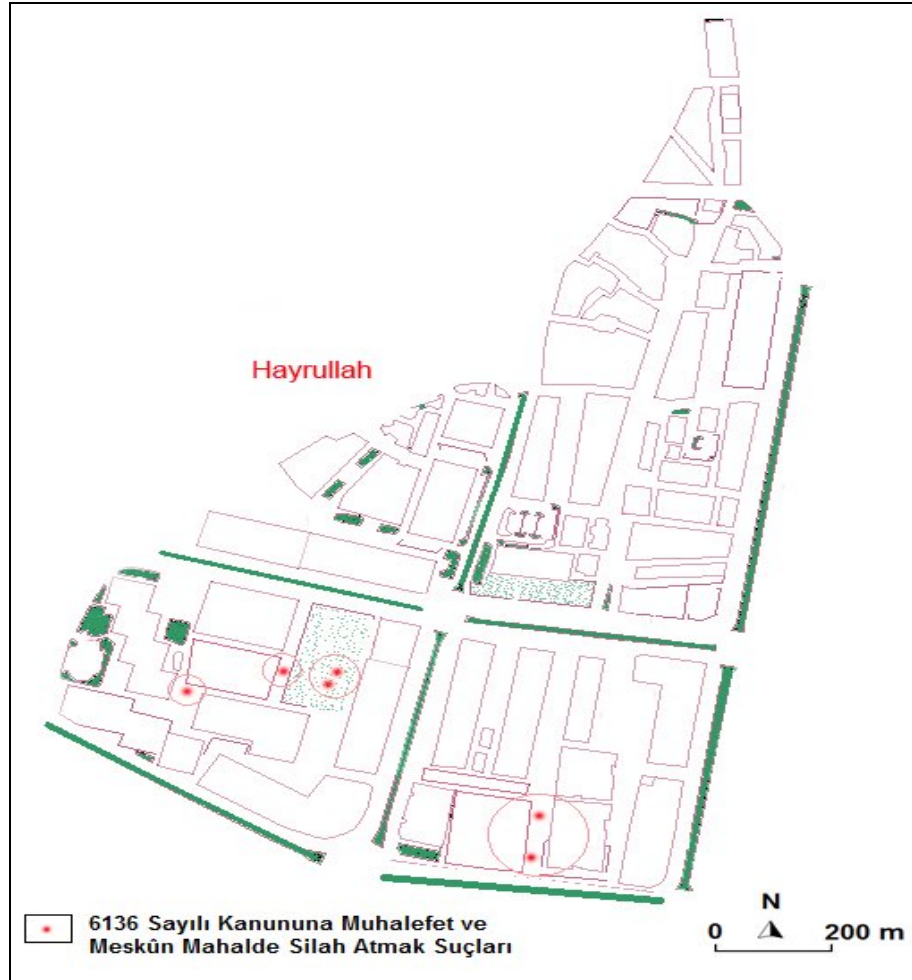 Hayrullah
6136 Sayılı Kanununa Muhalefet ve
Meskûn Mahalde Silah Atmak Suçları
N
0 200 m